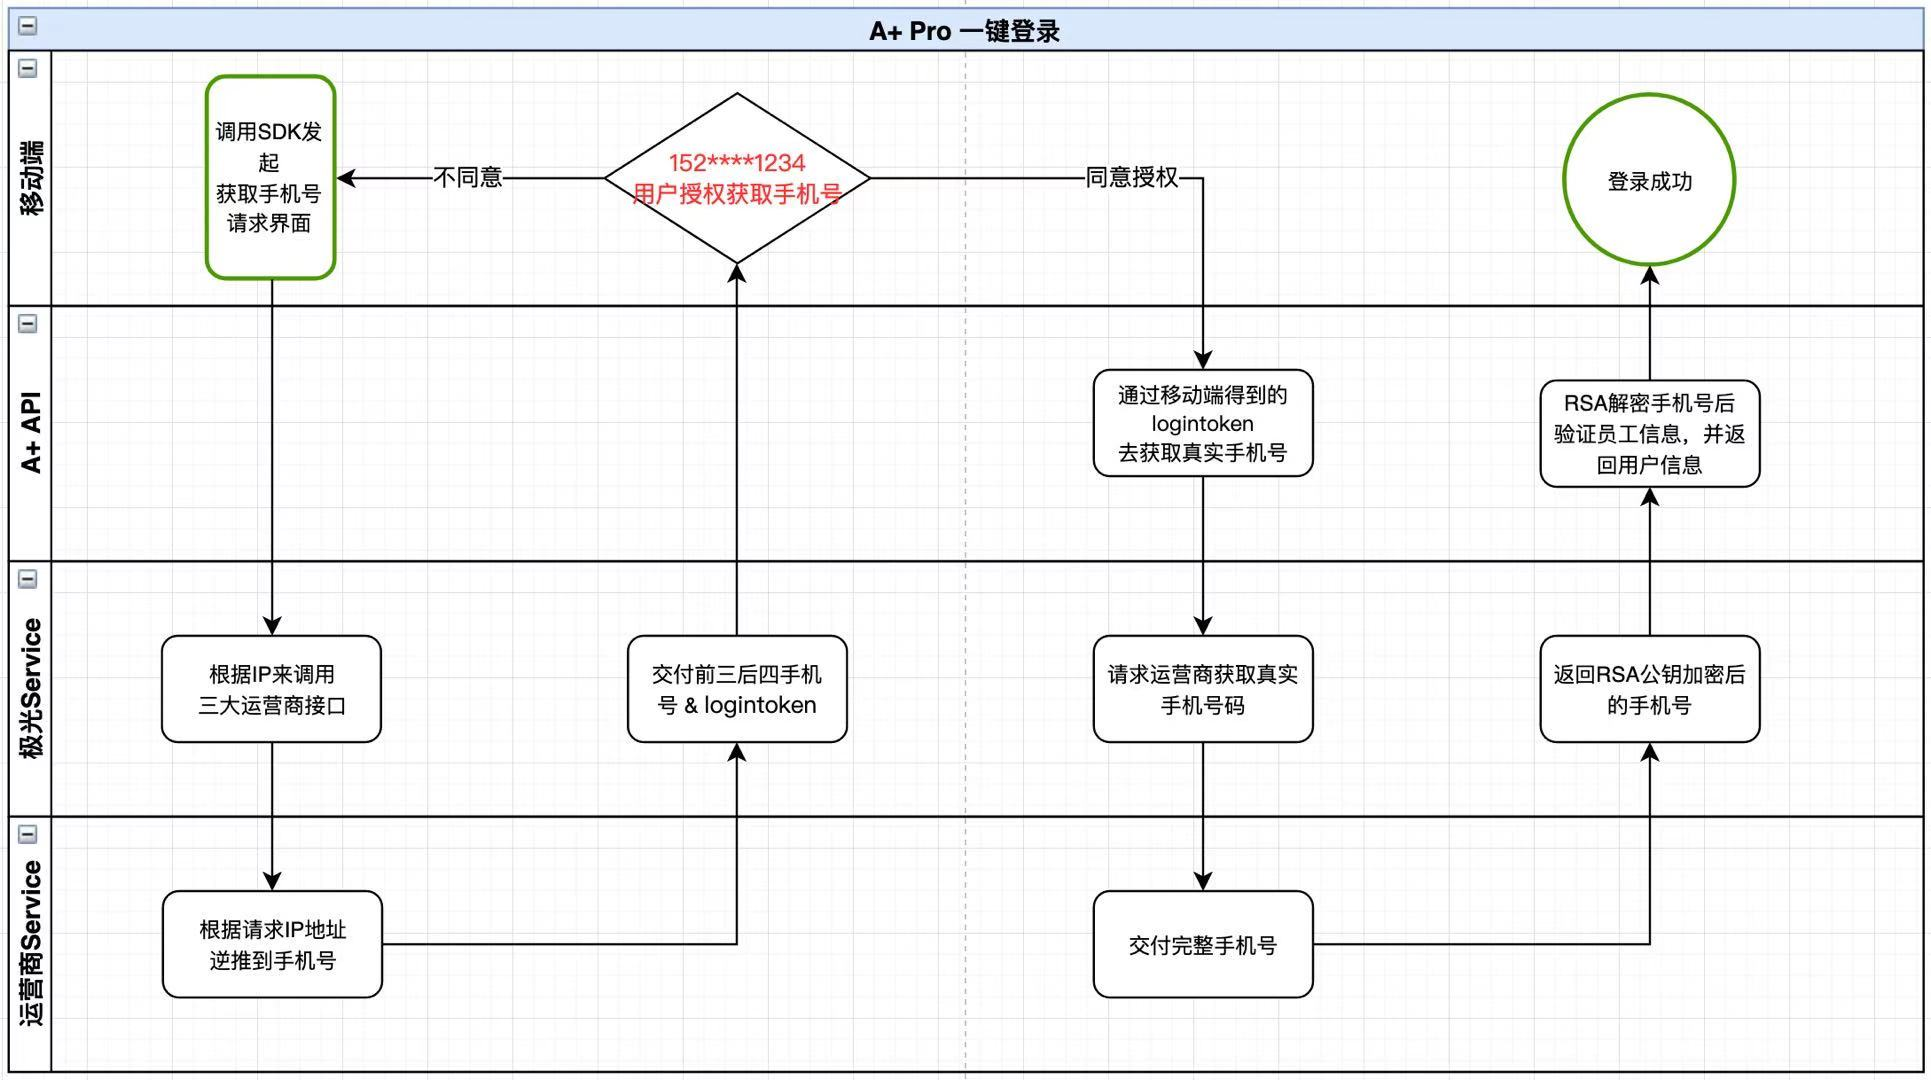 A+ Pro 一键登录
移动端
调用SDK发
起
获取手机号
请求界面
不同意
152****1234
用户授权获取手机号
同意授权
登录成功
A+ API
通过移动端得到的
logintoken
去获取真实手机号
RSA解密手机号后
验证员工信息，并返
回用户信息
极光Service
根据IP来调用
三大运营商接口
交付前三后四手机
号 & logintoken
请求运营商获取真实
手机号码
返回RSA公钥加密后
的手机号
运营商Service
根据请求IP地址
逆推到手机号
交付完整手机号